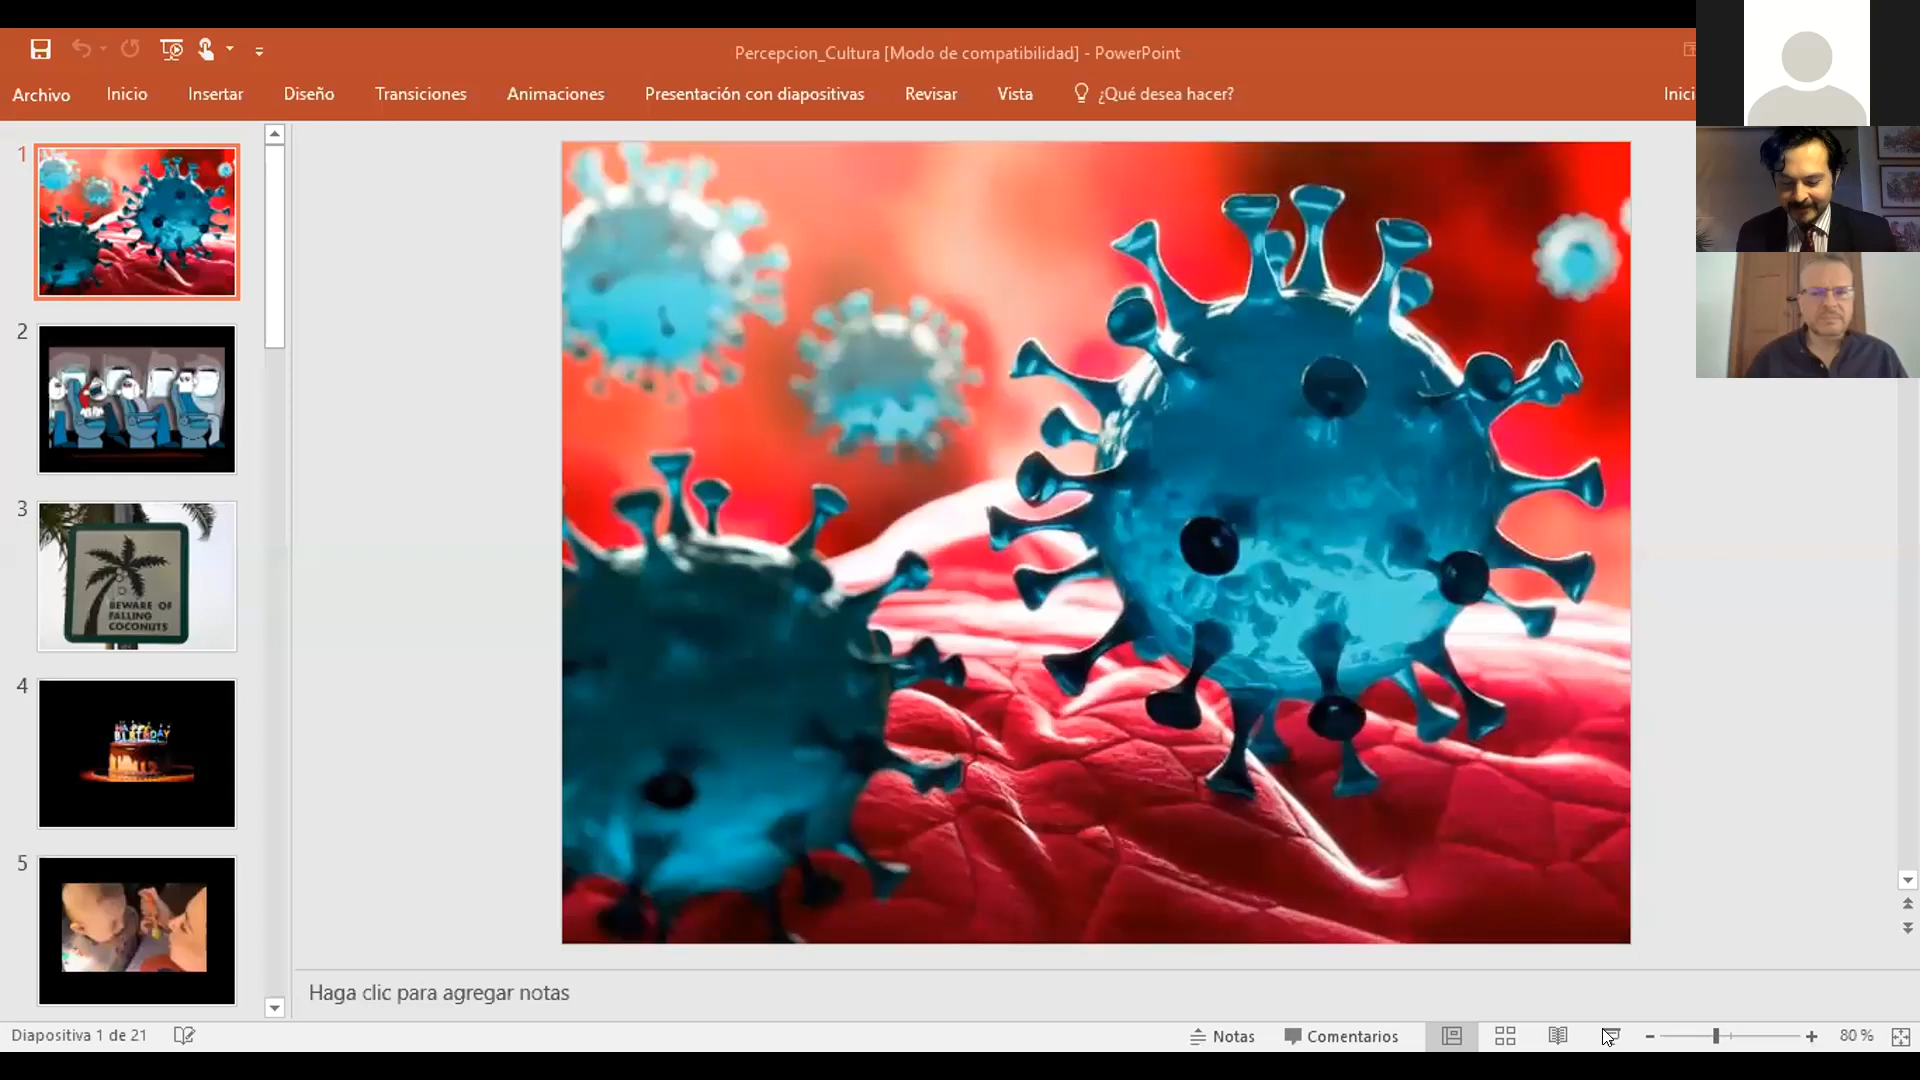 Percepcion_Cultura [Modo de compatibilidad] - PowerPoint
Archivo Inicio Insertar Diseño Transiciones Animaciones Presentación con diapositivas Revisar Vista ¿Qué desea hacer? Inici
1
2
3
BEWARE OF
FALLING
COCONUTS
4
HAPPY
BIRTHDAY
5
Haga clic para agregar notas
Diapositiva 1 de 21 Notas Comentarios 80 %